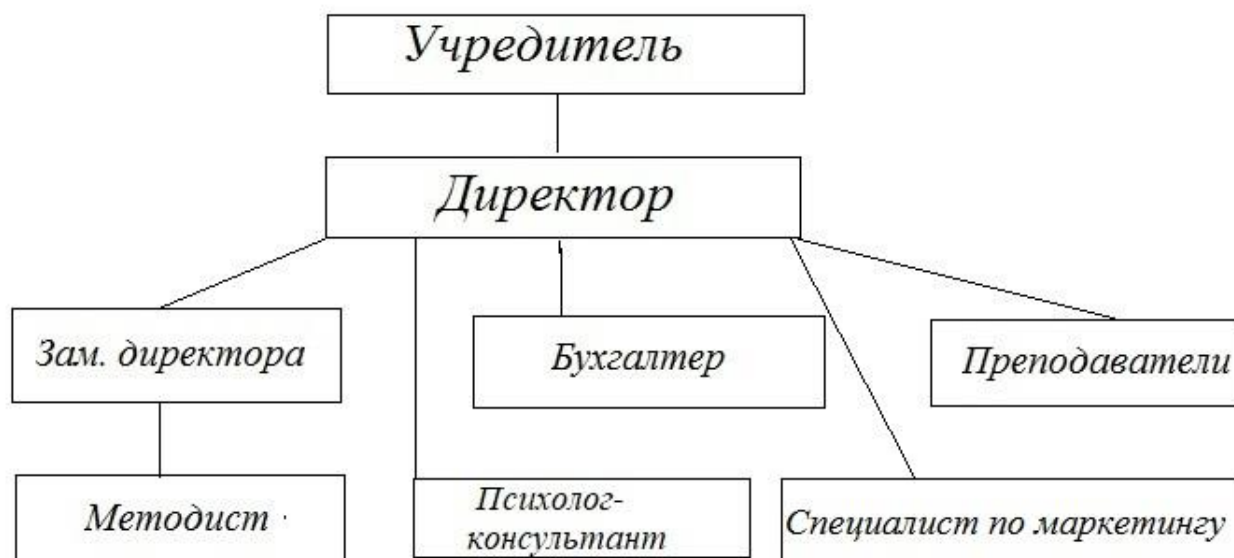 Учредитель
Директор
Зам. директора
Бухгалтер
Преподаватели
Методист
Психолог-
консультант
Специалист по маркетингу